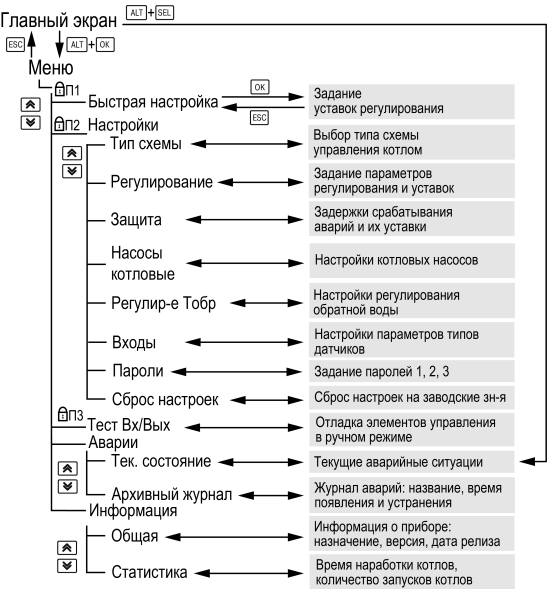 Главный экран ALT + SEL
ESC ALT + OK
Меню
П1
Быстрая настройка OK ESC Задание
уставок регулирования
П2 Настройки
Тип схемы Выбор типа схемы
управления котлом
Регулирование Задание параметров
регулирования и уставок
Защита Задержки срабатывания
аварий и их уставки
Насосы
котловые Настройки котловых насосов
Регулир-е Тобр Настройки регулирования
обратной воды
Входы Настройки параметров типов
датчиков
Пароли Задание паролей 1, 2, 3
Сброс настроек Сброс настроек на заводские зн-я
П3
Тест Вх/Вых Отладка элементов управления
в ручном режиме
Аварии
Тек. состояние Текущие аварийные ситуации
Архивный журнал Журнал аварий: название, время
появления и устранения
Информация
Общая Информация о приборе:
назначение, версия, дата релиза
Статистика Время наработки котлов,
количество запусков котлов